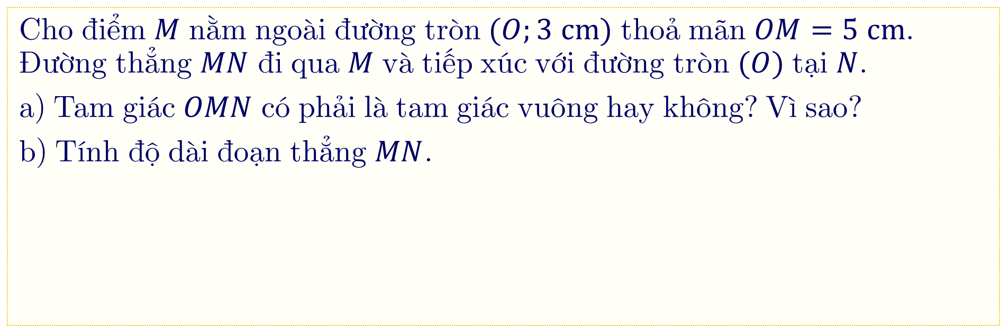 Cho điểm M nằm ngoài đường tròn (O; 3 cm) thoả mãn OM = 5 cm.
Đường thẳng MN đi qua M và tiếp xúc với đường tròn (O) tại N.
a) Tam giác OMN có phải là tam giác vuông hay không? Vì sao?
b) Tính độ dài đoạn thẳng MN.